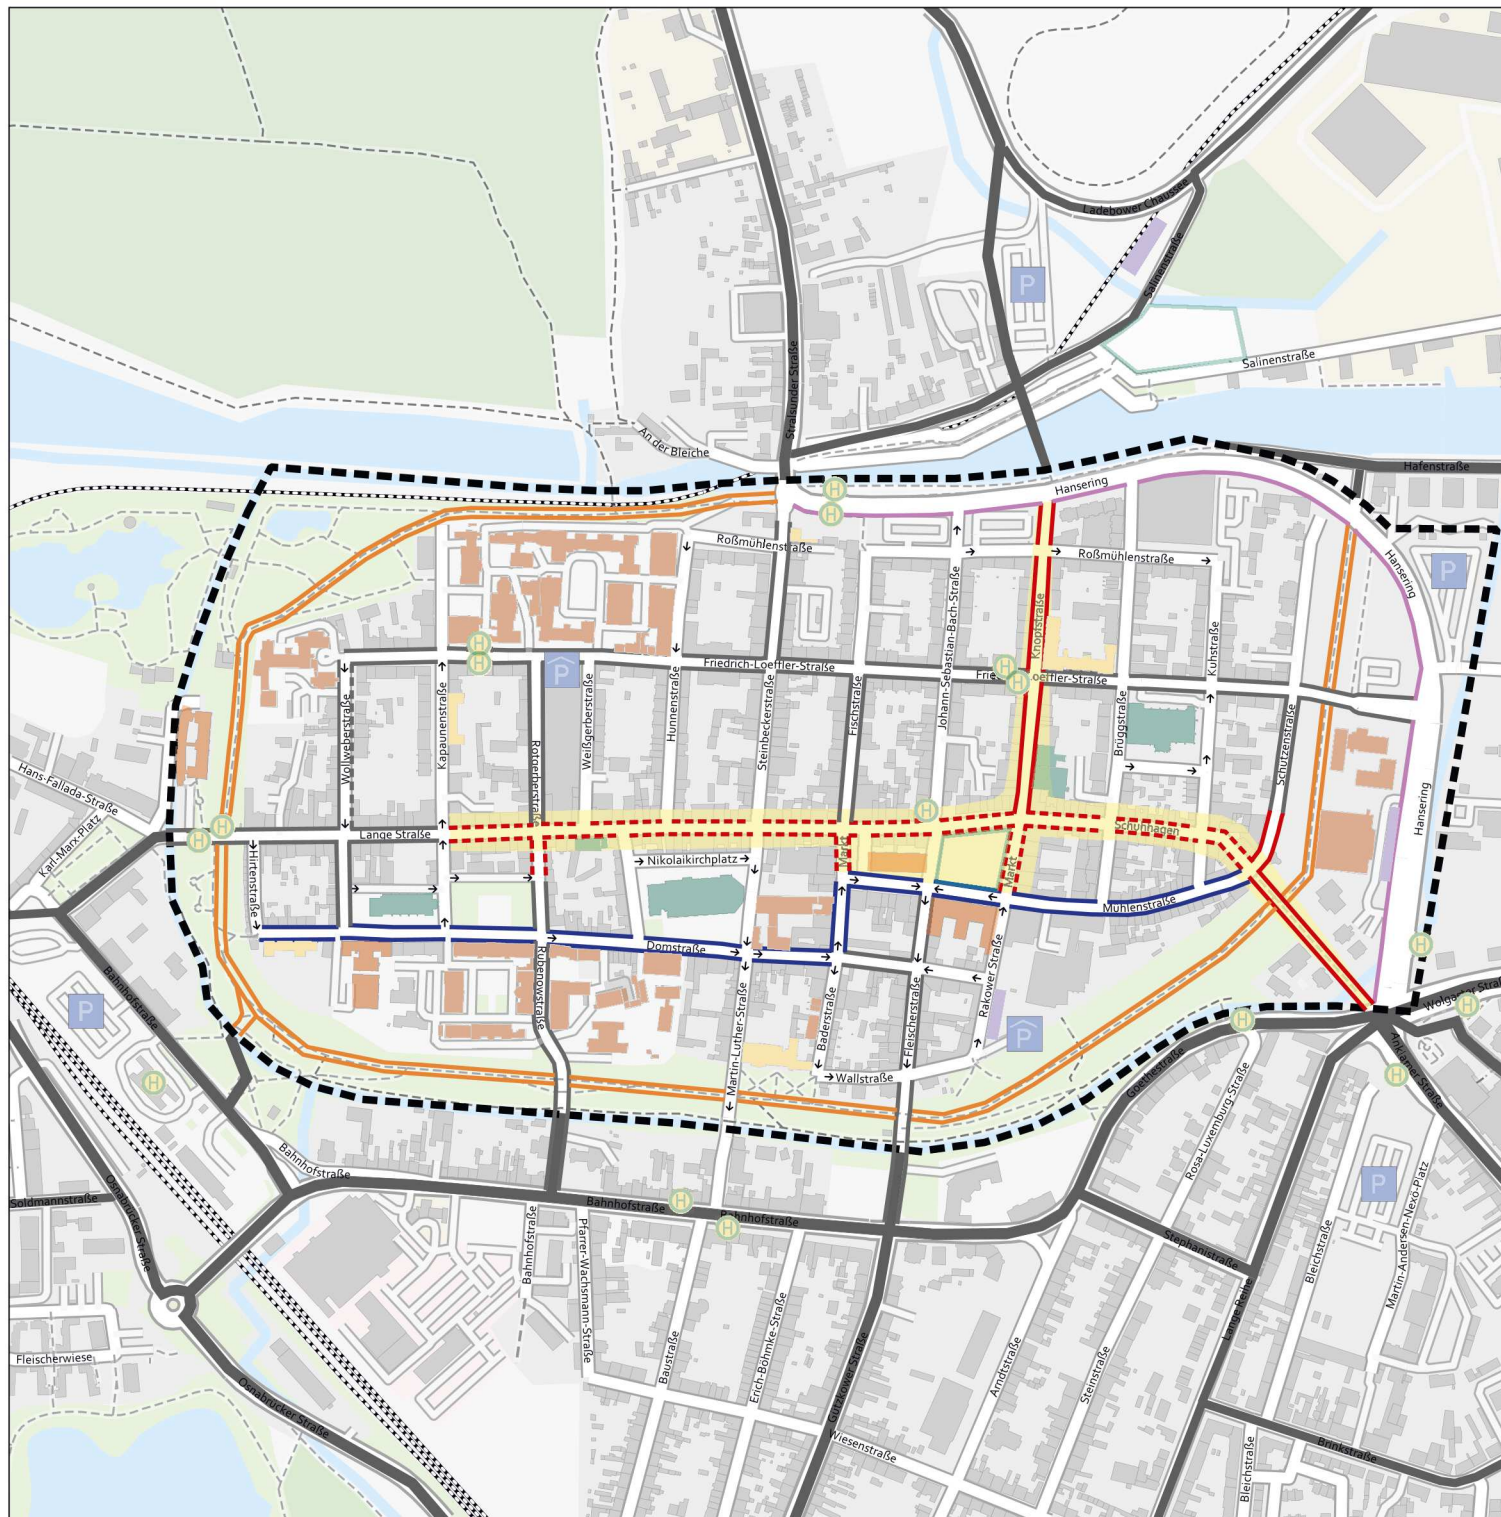 Ladebower Chaussee
P
Salinenstraße
Salinenstraße
Stralsunder Straße
An der Bleiche
Hafenstraße
H
H
Hansering
Roßmühlenstraße
Roßmühlenstraße
Hansering
P
Johann-Sebastian-Bach-Straße
Knopfstraße
Kuhstraße
H
H
P
Friedrich-Loeffler-Straße
H
H
Frie
oeffler-Straße
Wollweberstraße
Kapaunenstraße
Rotgerberstraße
Weißgerberstraße
Hunnenstraße
Steinbeckerstraße
Fischstraße
Brüggstraße
Schützenstraße
Hans-Fallada-Straße
Karl-Marx-Platz
H
H
Lange Straße
H
Schuhhagen
Hansering
Hirtenstraße
Nikolaikirchplatz
Markt
Markt
Mühlenstraße
Domstraße
H
Rubenowstraße
Martin-Luther-Straße
Baderstraße
Fleischerstraße
Rakower Straße
P
Wallstraße
Bahnhofstraße
P
H
H
Wolgaster Straß
H
Anklamer Straße
H
Goethestraße
Rosa-Luxemburg-Straße
Bahnhofstraße
Soldmannstraße
Osnabrücker Straße
Bahnhofstraße
H
Bahnhofstraße
H
P
Bahnhofstraße
Pfarrer-Wachsmann-Straße
Stephanistraße
Bleichstraße
Martin-Andersen-Nexö-Platz
Lange Reihe
Fleischerwiese
Osnabrücker Straße
Baustraße
Erich-Böhmke-Straße
Gützkower Straße
Arndtstraße
Steinstraße
Wiesenstraße
Bleichstraße
Brinkstraße